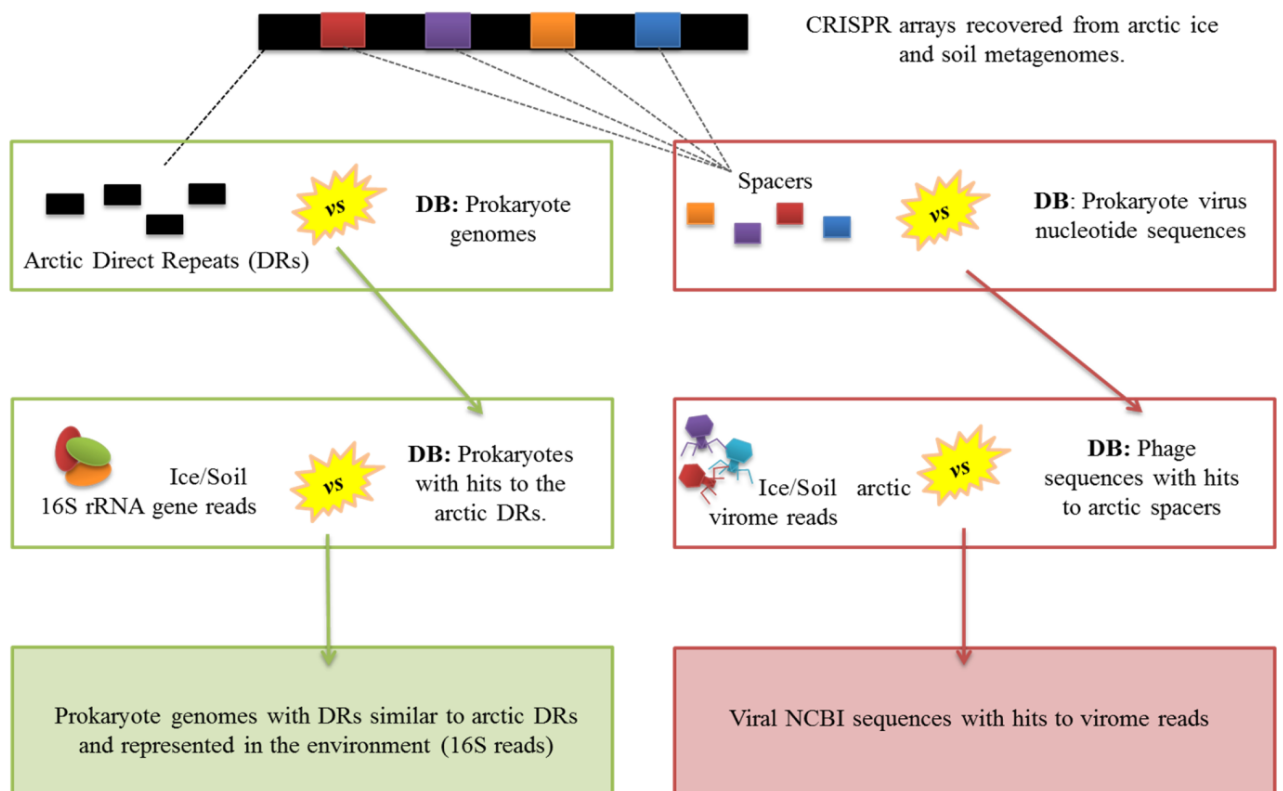 CRISPR arrays recovered from arctic ice
and soil metagenomes.
Arctic Direct Repeats (DRs)
vs
DB: Prokaryote
genomes
Spacers
vs
DB: Prokaryote virus
nucleotide sequences
Ice/Soil
16S rRNA gene reads
vs
DB: Prokaryotes
with hits to the
arctic DRs.
Ice/Soil arctic
virome reads
vs
DB: Phage
sequences with hits
to arctic spacers
Prokaryote genomes with DRs similar to arctic DRs
and represented in the environment (16S reads)
Viral NCBI sequences with hits to virome reads